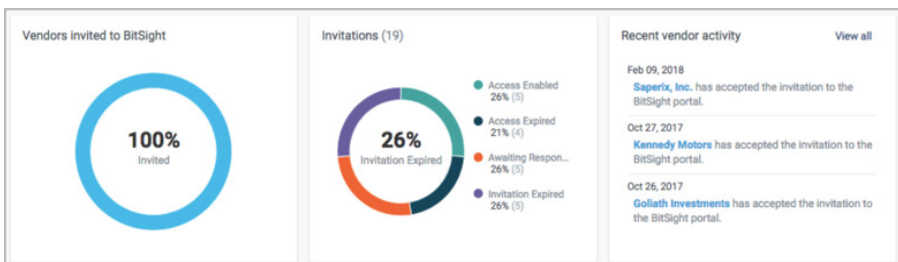 Vendors invited to BitSight
100%
Invited
Invitations (19)
26%
Invitation Expired
Access Enabled
26% (5)
Access Expired
21% (4)
Awaiting Respon...
26% (5)
Invitation Expired
26% (5)
Recent vendor activity
View all
Feb 09, 2018
Saperix, Inc. has accepted the invitation to the
BitSight portal.
Oct 27, 2017
Kennedy Motors has accepted the invitation to the
BitSight portal.
Oct 26, 2017
Goliath Investments has accepted the invitation to
the BitSight portal.